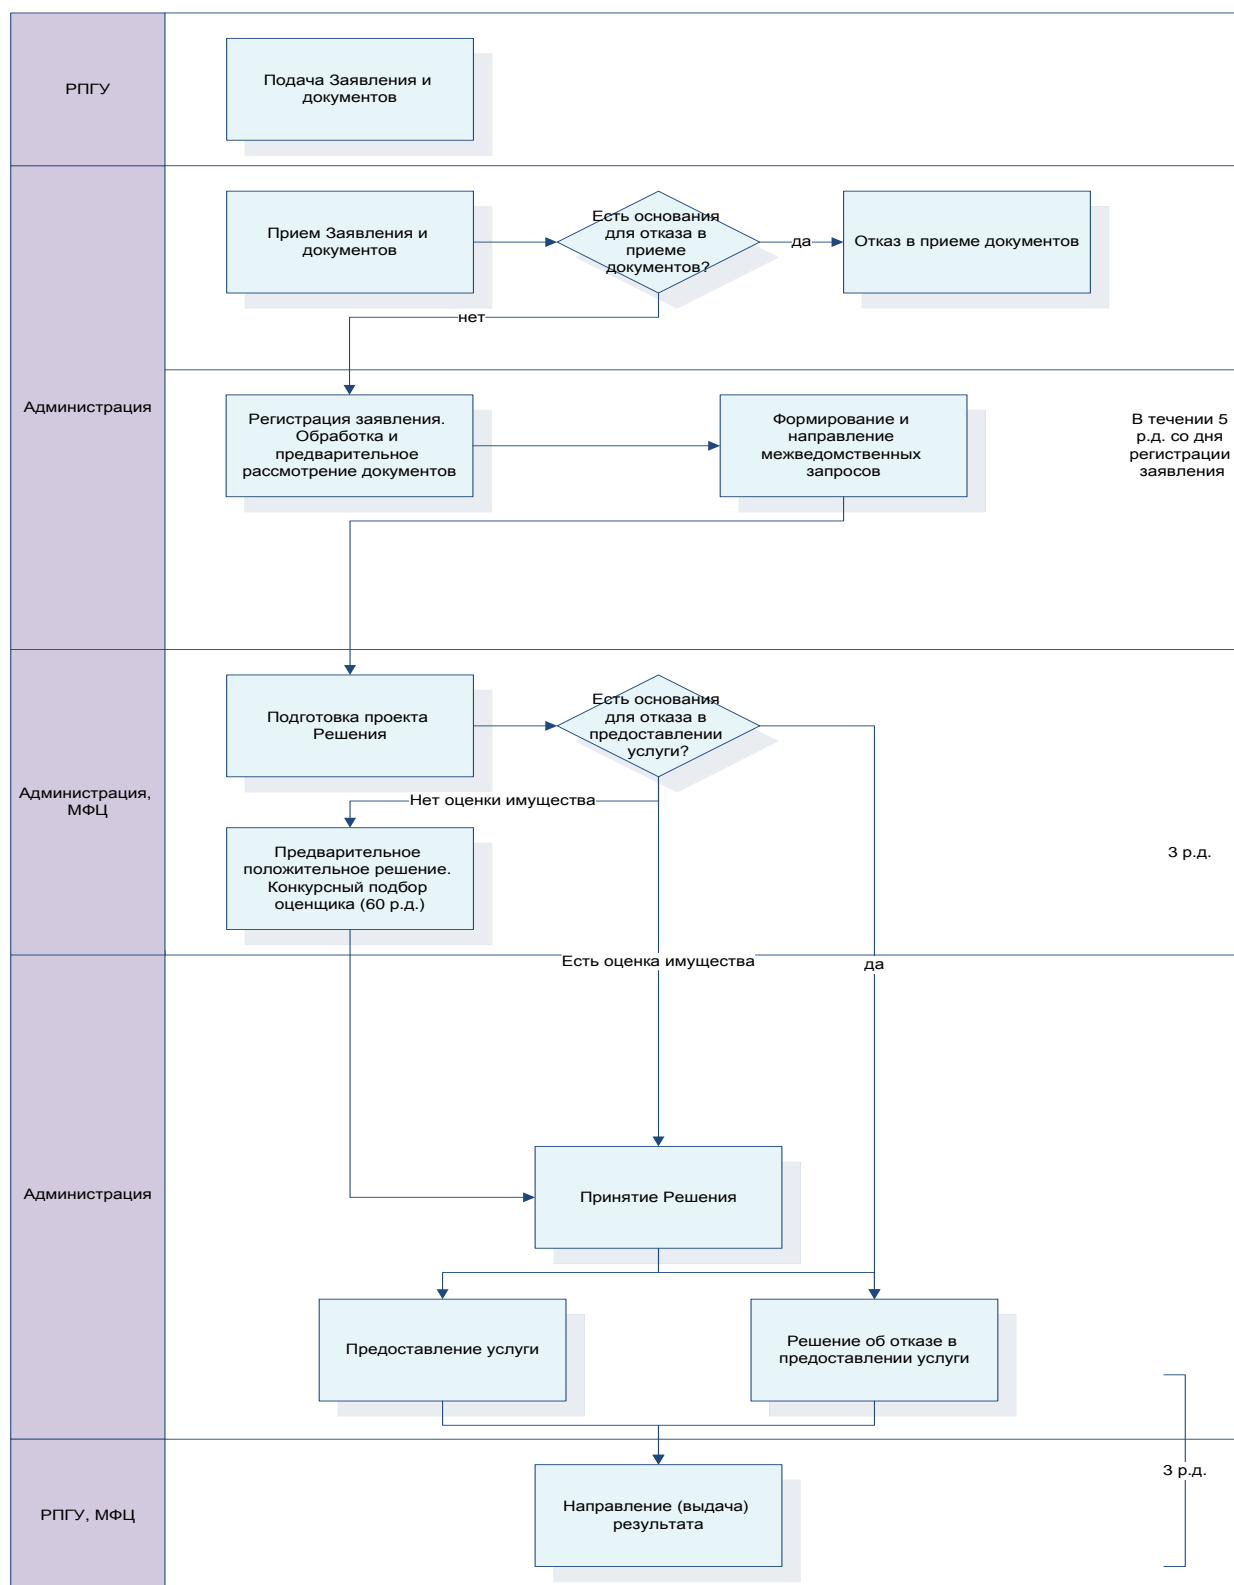 РПГУ
Подача Заявления и
документов
Администрация
Прием Заявления и
документов
Есть основания
для отказа в
приеме
документов?
да
Отказ в приеме документов
нет
Регистрация заявления.
Обработка и
предварительное
рассмотрение документов
Формирование и
направление
межведомственных
запросов
В течении 5
р.д. со дня
регистрации
заявления
Администрация,
МФЦ
Подготовка проекта
Решения
Есть основания
для отказа в
предоставлении
услуги?
Нет оценки имущества
Предварительное
положительное решение.
Конкурсный подбор
оценщика (60 р.д.)
3 р.д.
Есть оценка имущества
да
Администрация
Принятие Решения
Предоставление услуги
Решение об отказе в
предоставлении услуги
3 р.д.
РПГУ, МФЦ
Направление (выдача)
результата